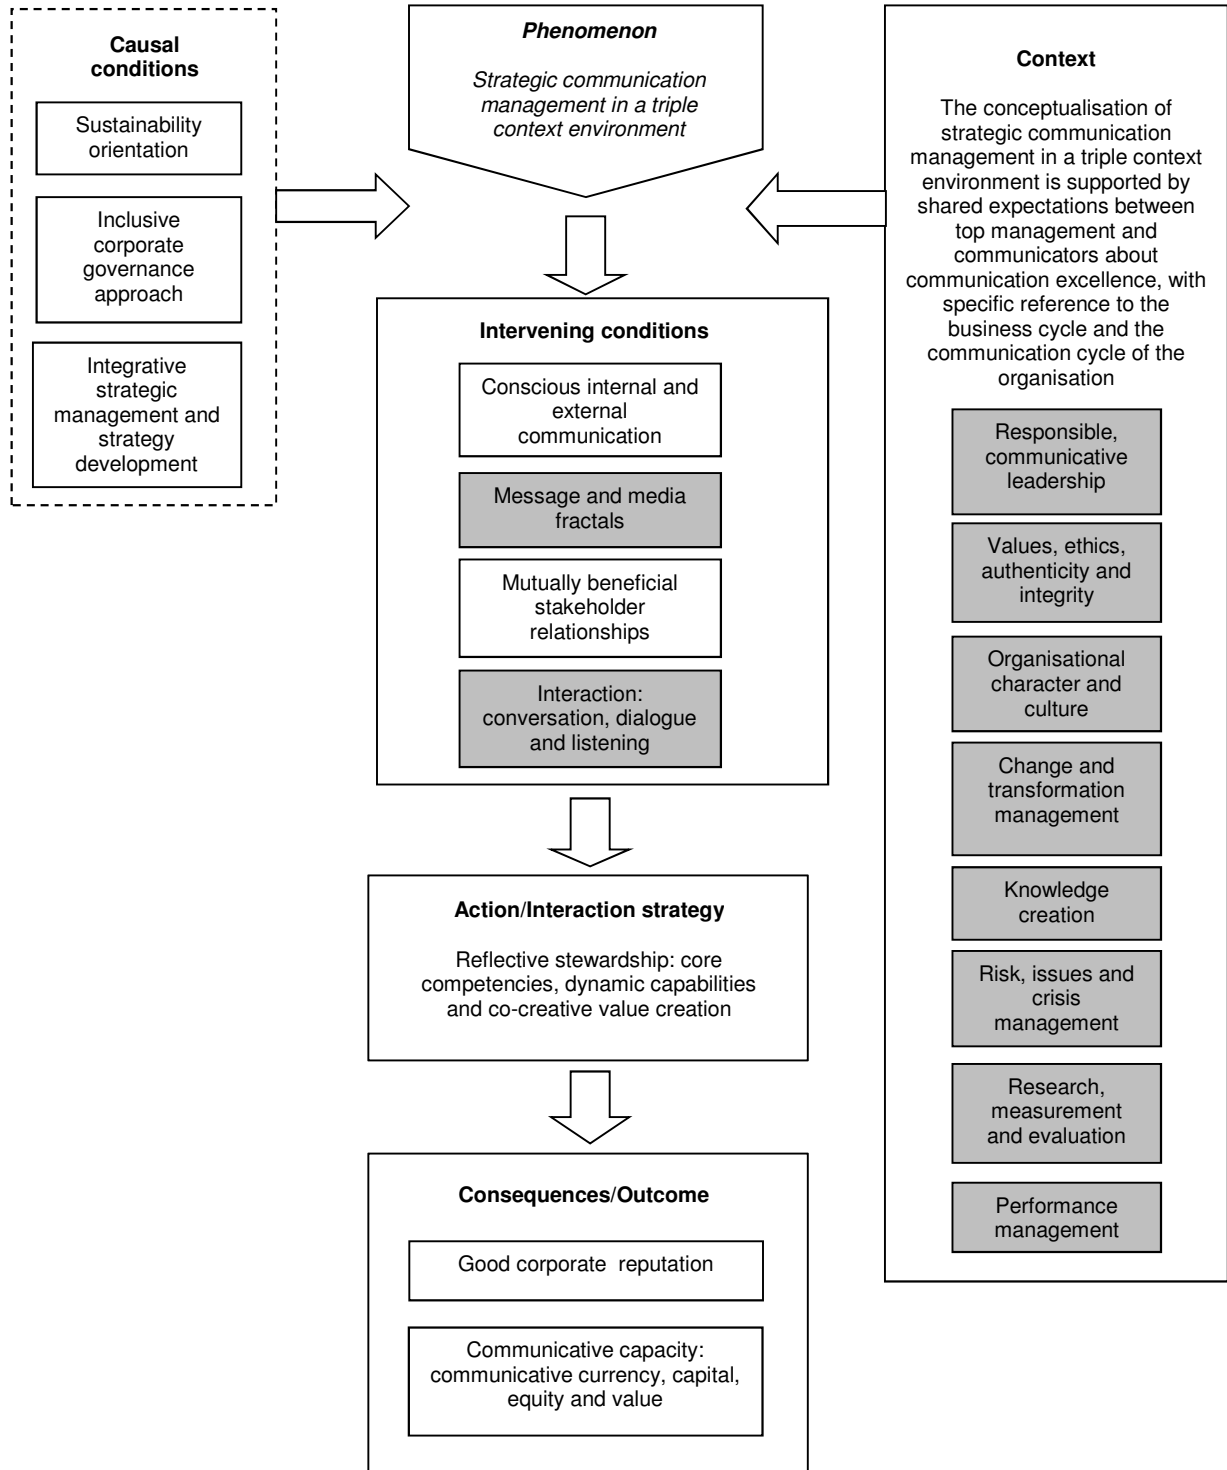 Causal
conditions
Sustainability
orientation
Inclusive
corporate
governance
approach
Integrative
strategic
management and
strategy
development
Phenomenon
Strategic communication
management in a triple
context environment
Intervening conditions
Conscious internal and
external
communication
Message and media
fractals
Mutually beneficial
stakeholder
relationships
Interaction:
conversation, dialogue
and listening
Action/Interaction strategy
Reflective stewardship: core
competencies, dynamic capabilities
and co-creative value creation
Consequences/Outcome
Good corporate reputation
Communicative capacity:
communicative currency, capital,
equity and value
Context
The conceptualisation of
strategic communication
management in a triple context
environment is supported by
shared expectations between
top management and
communicators about
communication excellence, with
specific reference to the
business cycle and the
communication cycle of the
organisation
Responsible,
communicative
leadership
Values, ethics,
authenticity and
integrity
Organisational
character and
culture
Change and
transformation
management
Knowledge
creation
Risk, issues and
crisis
management
Research,
measurement
and evaluation
Performance
management